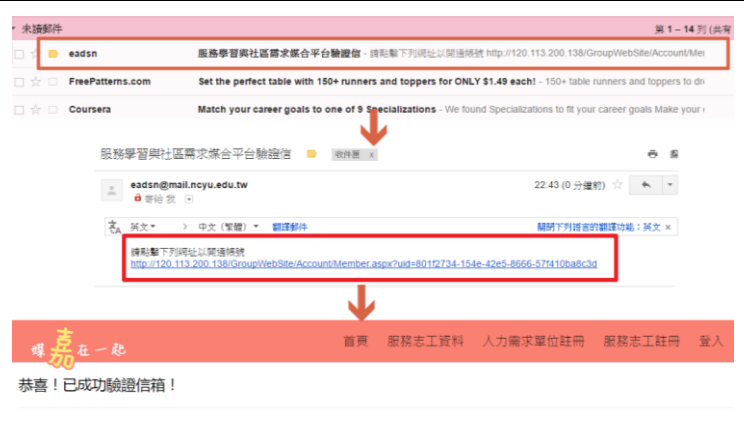 未讀郵件
第 1 – 14 列 (共有
eadsn
服務學習與社區需求媒合平台驗證信 - 請點擊下列網址以開通帳號 http://120.113.200.138/GroupWebSite/Account/Mer
FreePatterns.com
Set the perfect table with 150+ runners and toppers for ONLY $1.49 each! - 150+ table runners and toppers to dre
Coursera
Match your career goals to one of 9 Specializations - We found Specializations to fit your career goals Make your
服務學習與社區需求媒合平台驗證信
收件匣 x
eadsn@mail.ncyu.edu.tw
22:43 (0 分鐘前)
寄給 我
英文 > 中文 (繁體) 翻譯郵件
關閉下列語言的翻譯功能：英文 ×
請點擊下列網址以開通帳號
http://120.113.200.138/GroupWebSite/Account/Member.aspx?uid=801f2734-154e-42e5-8666-57f410ba8c3d
媒嘉在一起
加
首頁 服務志工資料 人力需求單位註冊 服務志工註冊 登入
恭喜！已成功驗證信箱！